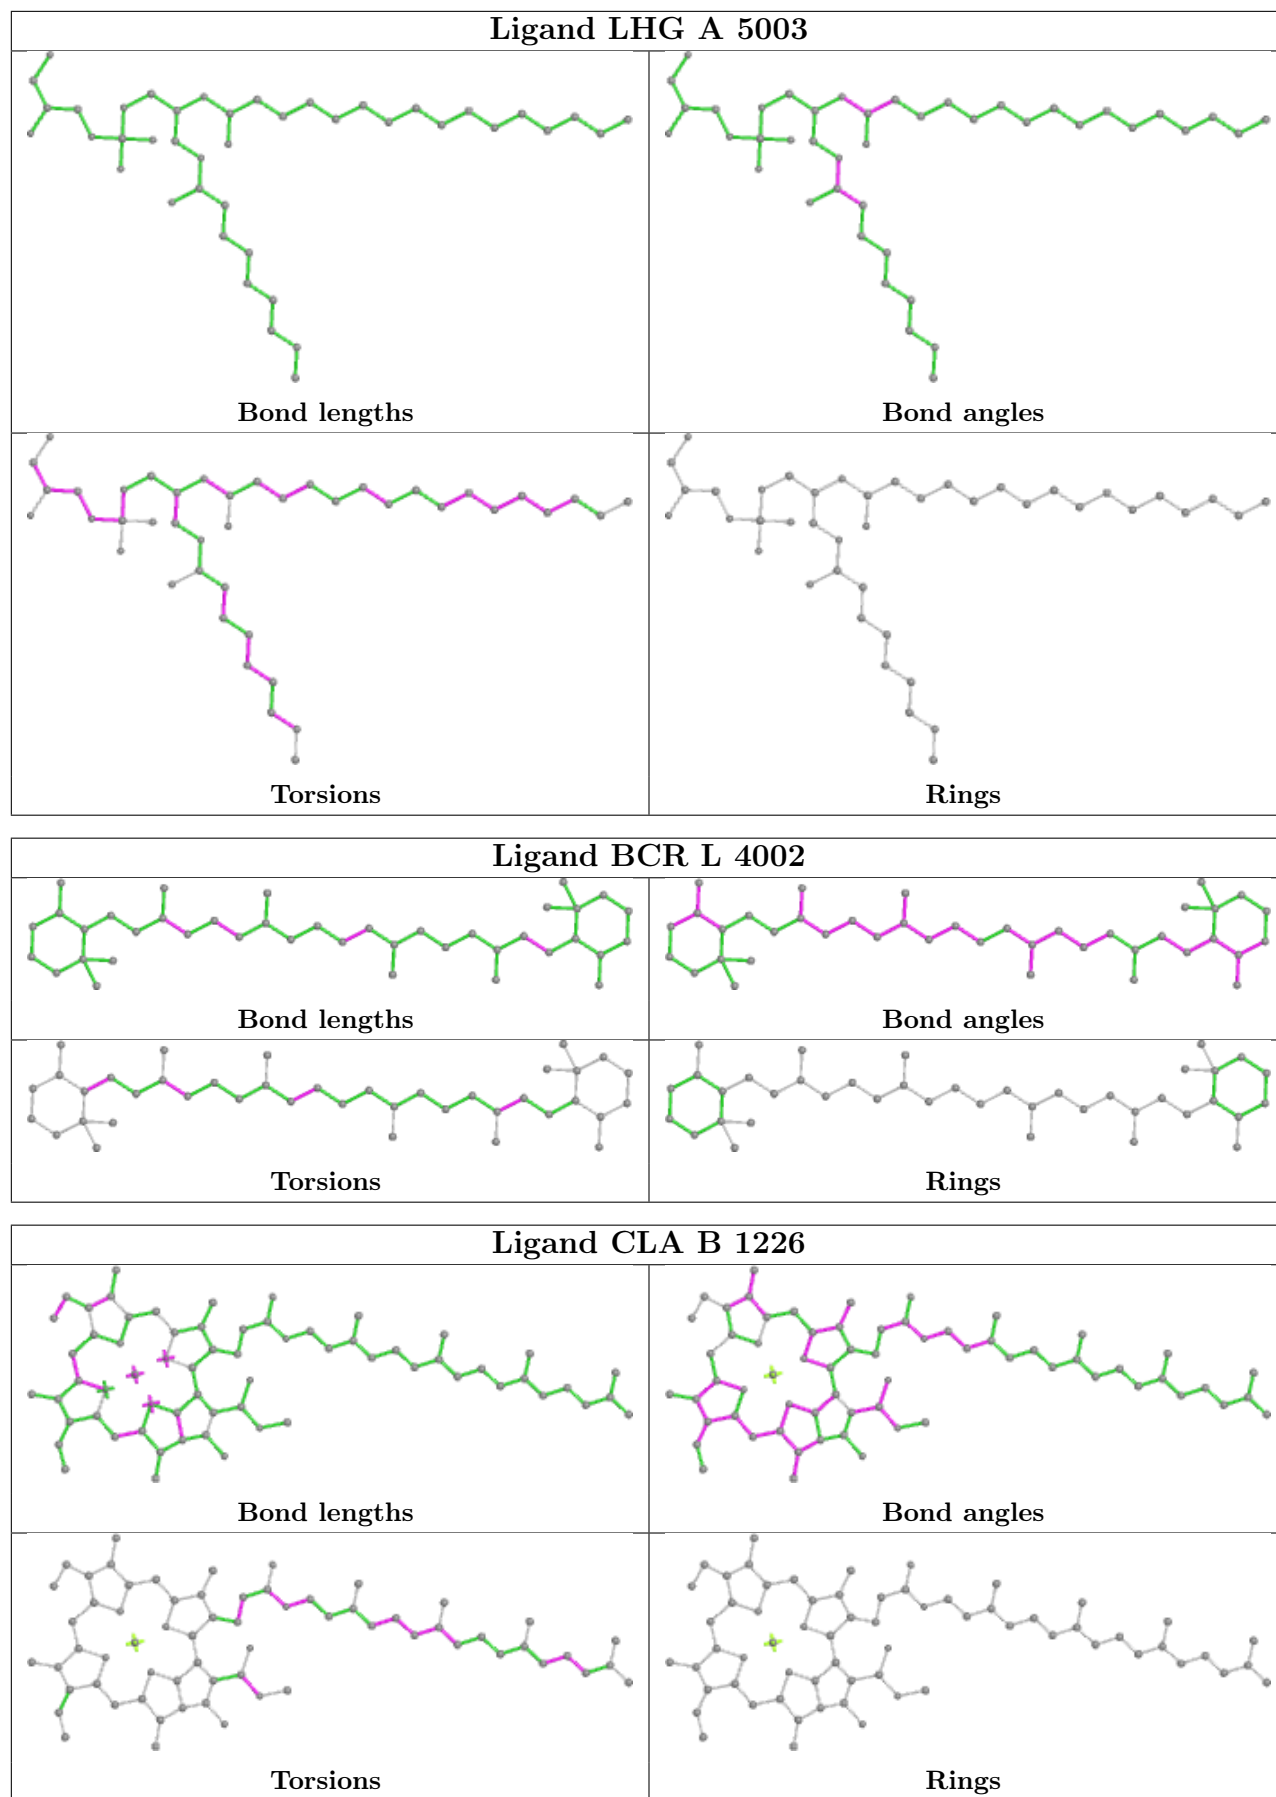 Ligand LHG A 5003
Bond lengths
Bond angles
Torsions
Rings
Ligand BCR L 4002
Bond lengths
Bond angles
Torsions
Rings
Ligand CLA B 1226
Bond lengths
Bond angles
Torsions
Rings